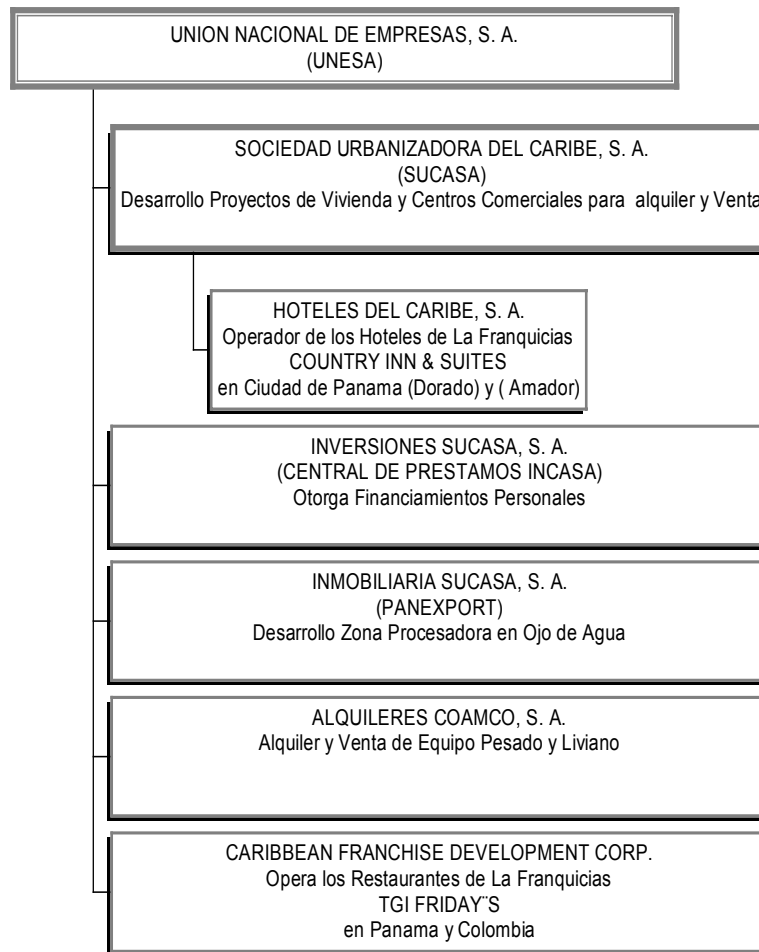 UNION NACIONAL DE EMPRESAS, S. A.
(UNESA)
SOCIEDAD URBANIZADORA DEL CARIBE, S. A.
(SUCASA)
Desarrollo Proyectos de Vivienda y Centros Comerciales para alquiler y Venta
HOTELES DEL CARIBE, S. A.
Operador de los Hoteles de La Franquicias
COUNTRY INN & SUITES
en Ciudad de Panama (Dorado) y ( Amador)
INVERSIONES SUCASA, S. A.
(CENTRAL DE PRESTAMOS INCASA)
Otorga Financiamientos Personales
INMOBILIARIA SUCASA, S. A.
(PANEXPORT)
Desarrollo Zona Procesadora en Ojo de Agua
ALQUILERES COAMCO, S. A.
Alquiler y Venta de Equipo Pesado y Liviano
CARIBBEAN FRANCHISE DEVELOPMENT CORP.
Opera los Restaurantes de La Franquicias
TGI FRIDAY¨S
en Panama y Colombia